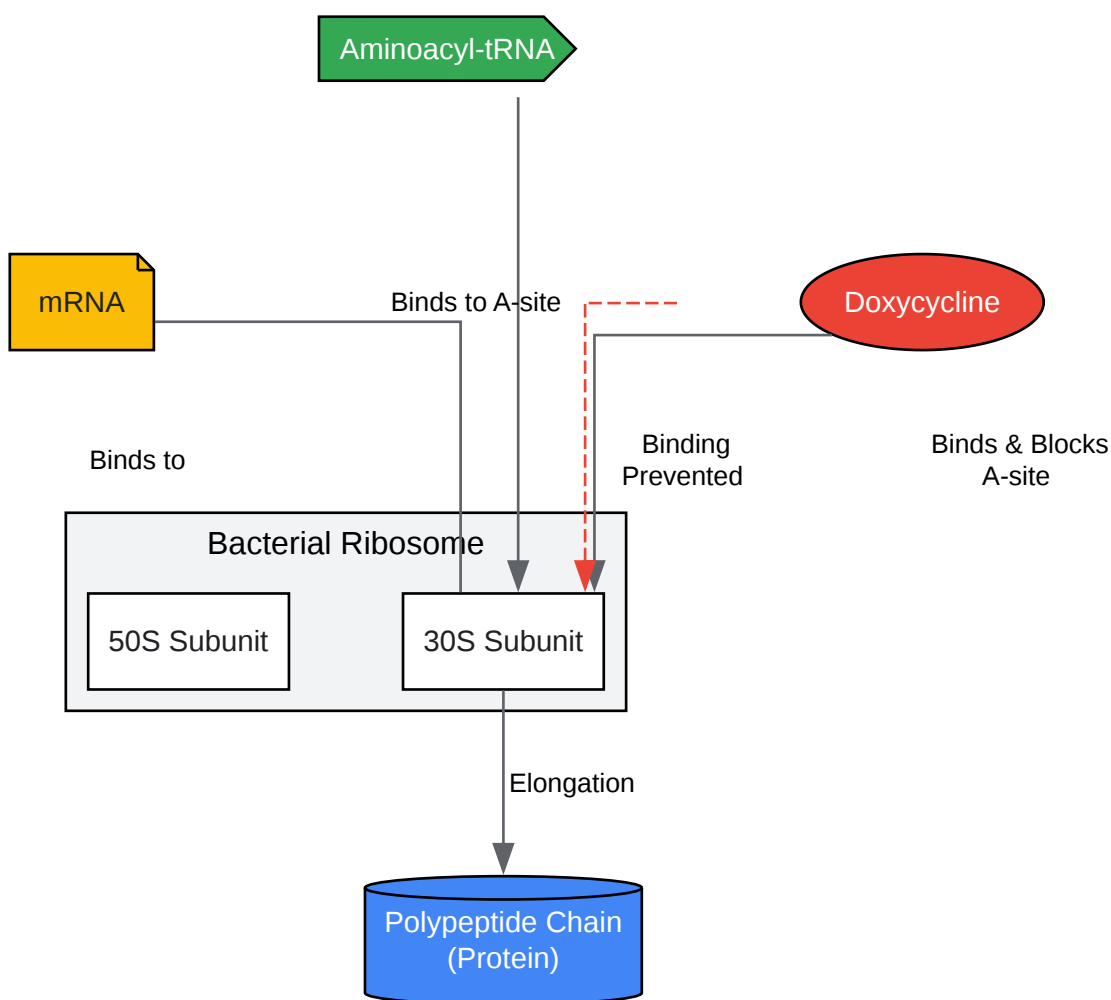 Aminoacyl-tRNA
mRNA
Binds to A-site
Doxycycline
Binds to
Binding
Prevented
Binds & Blocks
A-site
Bacterial Ribosome
50S Subunit
30S Subunit
Elongation
Polypeptide Chain
(Protein)